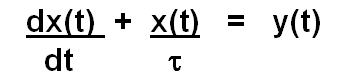 dx(t) + x(t) = y(t)
dt τ